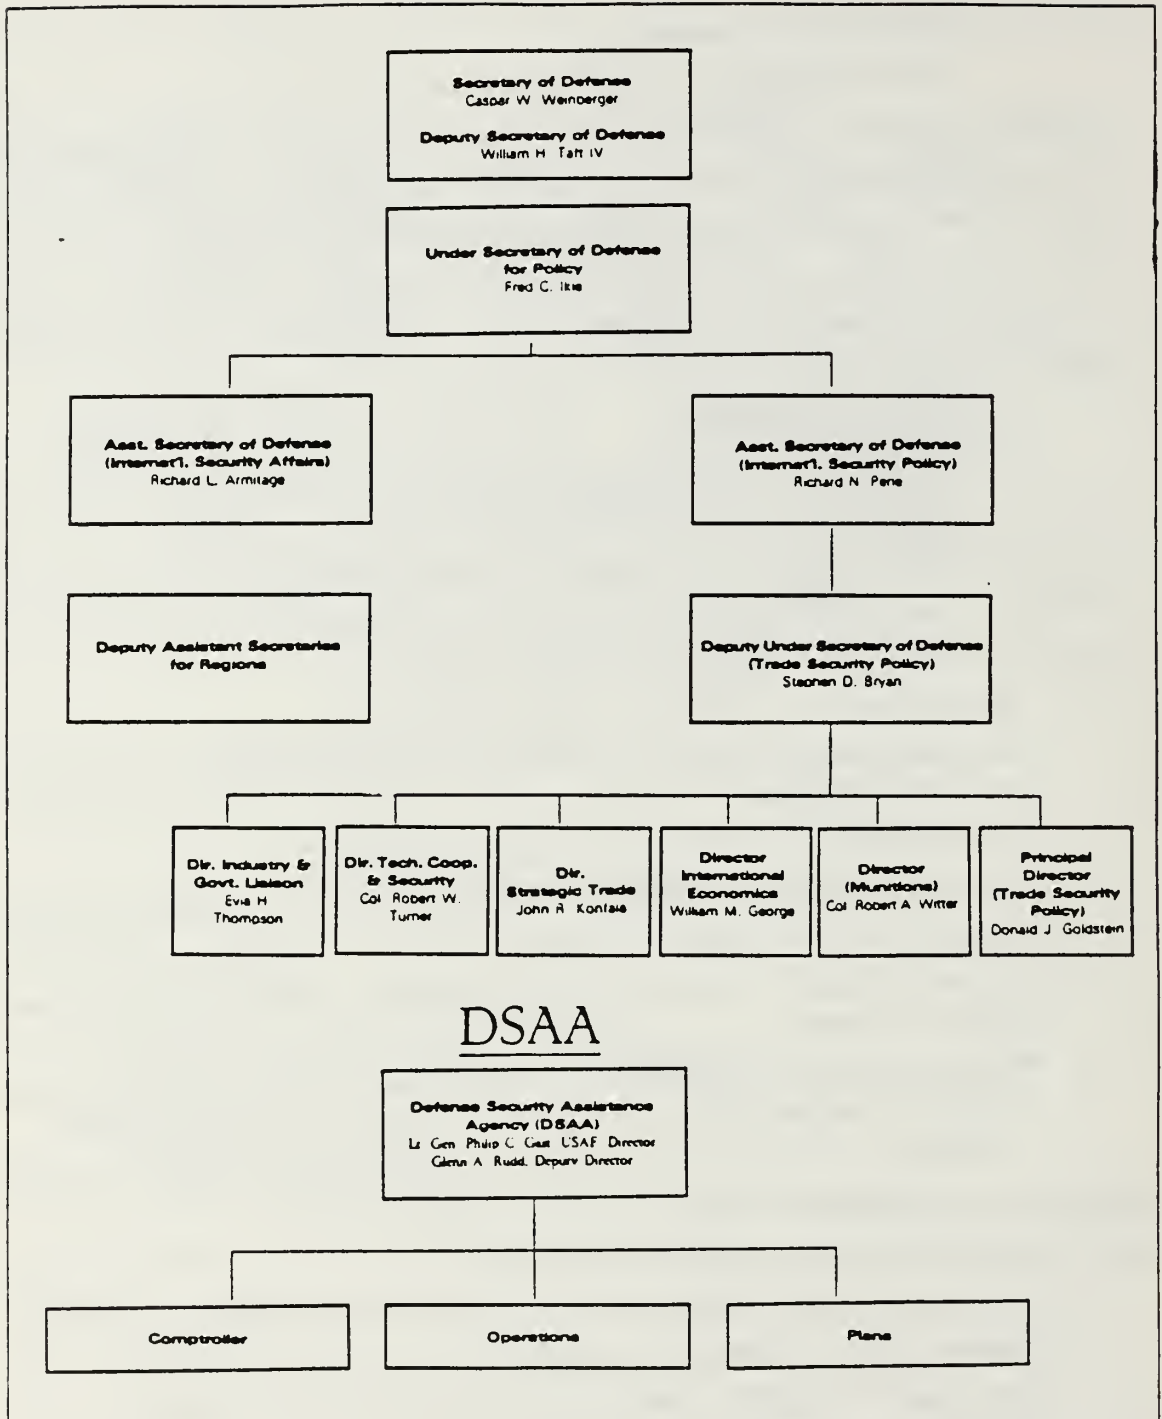 Secretary of Defense
Caspar W. Weinberger
Deputy Secretary of Defense
William H. Taft IV
Under Secretary of Defense
for Policy
Fred C. Ikle
Asst. Secretary of Defense
(Internat'l. Security Affairs)
Richard L. Armitage
Asst. Secretary of Defense
(Internat'l. Security Policy)
Richard N. Perle
Deputy Assistant Secretaries
for Regions
Deputy Under Secretary of Defense
(Trade Security Policy)
Stephen D. Bryan
Dir. Industry &
Govt. Liaison
Evia H.
Thompson
Dir. Tech. Coop.
& Security
Col. Robert W.
Turner
Dir.
Strategic Trade
John R.
Director
International
Economics
William M. George
Director
(Munitions)
Col. Robert A. Witter
Principal
Director
(Trade Security
Policy)
Donald J. Goldstein
DSAA
Defense Security Assistance
Agency (DSAA)
Lt. Gen. Philip C. Gast, USAF, Director
Glenn A. Rudd, Deputy Director
Comptroller
Operations
Plans